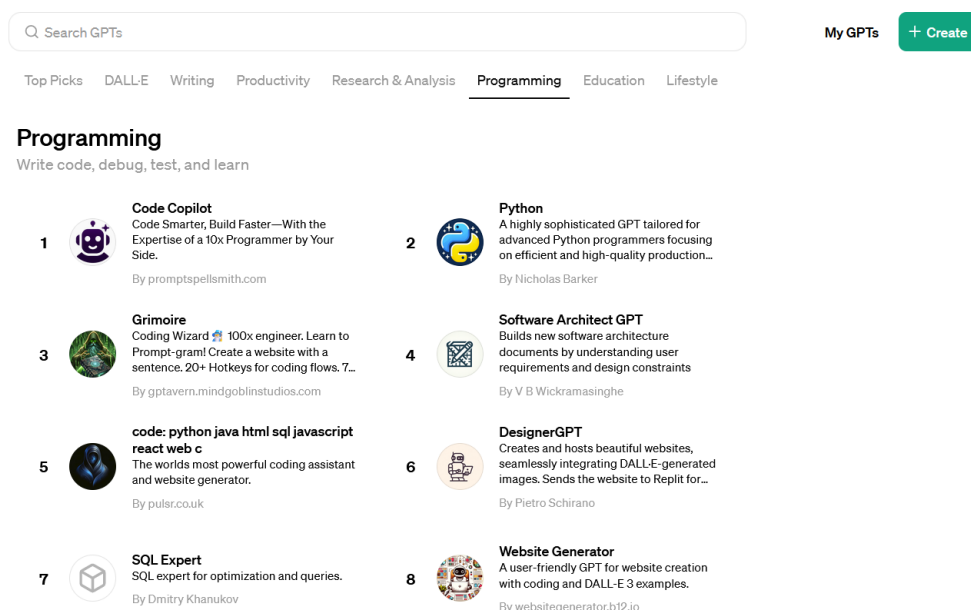 Search GPTs
My GPTs
+ Create
Top Picks DALL·E Writing Productivity Research & Analysis Programming Education Lifestyle
Programming
Write code, debug, test, and learn
1
Code Copilot
Code Smarter, Build Faster—With the
Expertise of a 10x Programmer by Your
Side.
By promptspellsmith.com
2
Python
A highly sophisticated GPT tailored for
advanced Python programmers focusing
on efficient and high-quality production…
By Nicholas Barker
3
Grimoire
Coding Wizard 🧙‍♂️ 100x engineer. Learn to
Prompt-gram! Create a website with a
sentence. 20+ Hotkeys for coding flows. 7…
By gptavern.mindgoblinstudios.com
4
Software Architect GPT
Builds new software architecture
documents by understanding user
requirements and design constraints
By V B Wickramasinghe
5
code: python java html sql javascript
react web c
The worlds most powerful coding assistant
and website generator.
By pulsr.co.uk
6
DesignerGPT
Creates and hosts beautiful websites,
seamlessly integrating DALL·E-generated
images. Sends the website to Replit for…
By Pietro Schirano
7
SQL Expert
SQL expert for optimization and queries.
By Dmitry Khanukov
8
Website Generator
A user-friendly GPT for website creation
with coding and DALL-E 3 examples.
By websitegenerator.b12.io